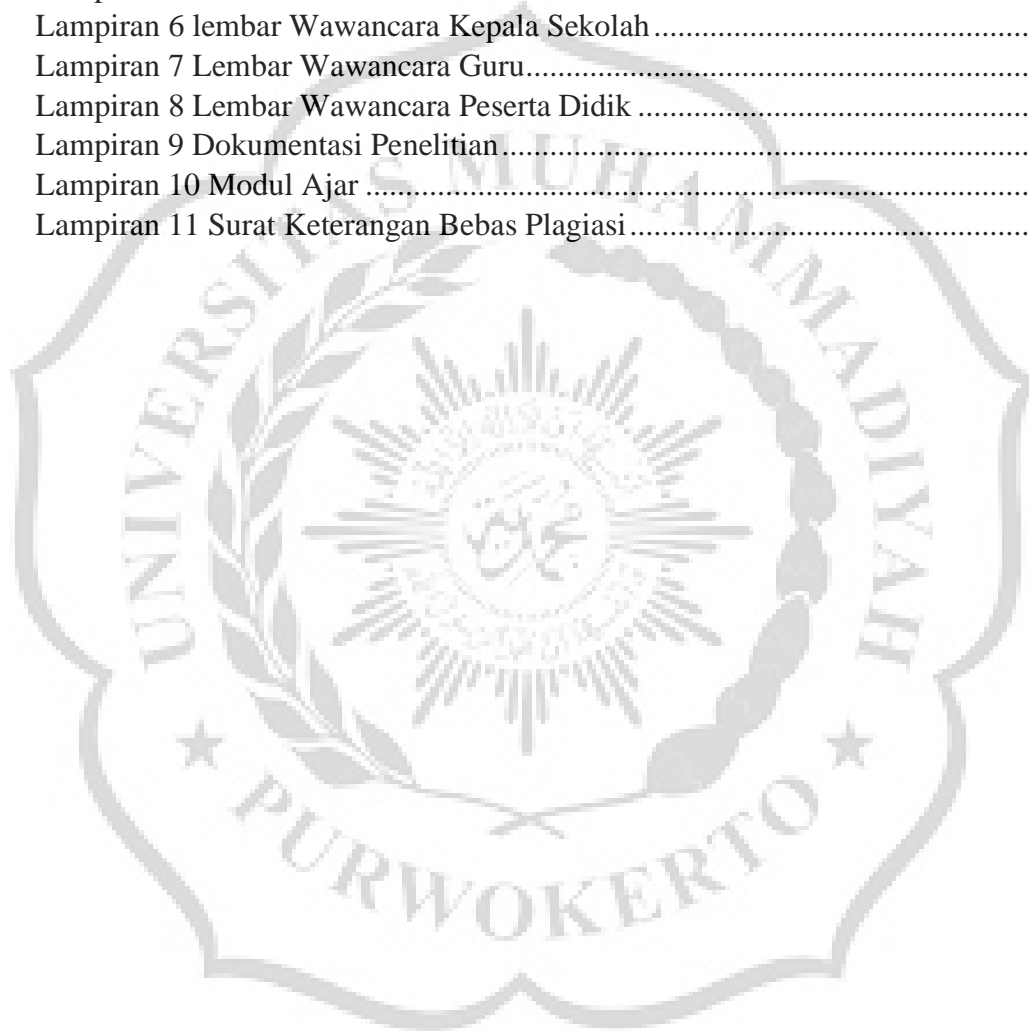 Lampiran 6 lembar Wawancara Kepala Sekolah................................................
Lampiran 7 Lembar Wawancara Guru................................................................
Lampiran 8 Lembar Wawancara Peserta Didik ..................................................
Lampiran 9 Dokumentasi Penelitian...................................................................
Lampiran 10 Modul Ajar ....................................................................................
Lampiran 11 Surat Keterangan Bebas Plagiasi...................................................
UNIVERSITAS MUHAMMADIYAH
PURWOKERTO